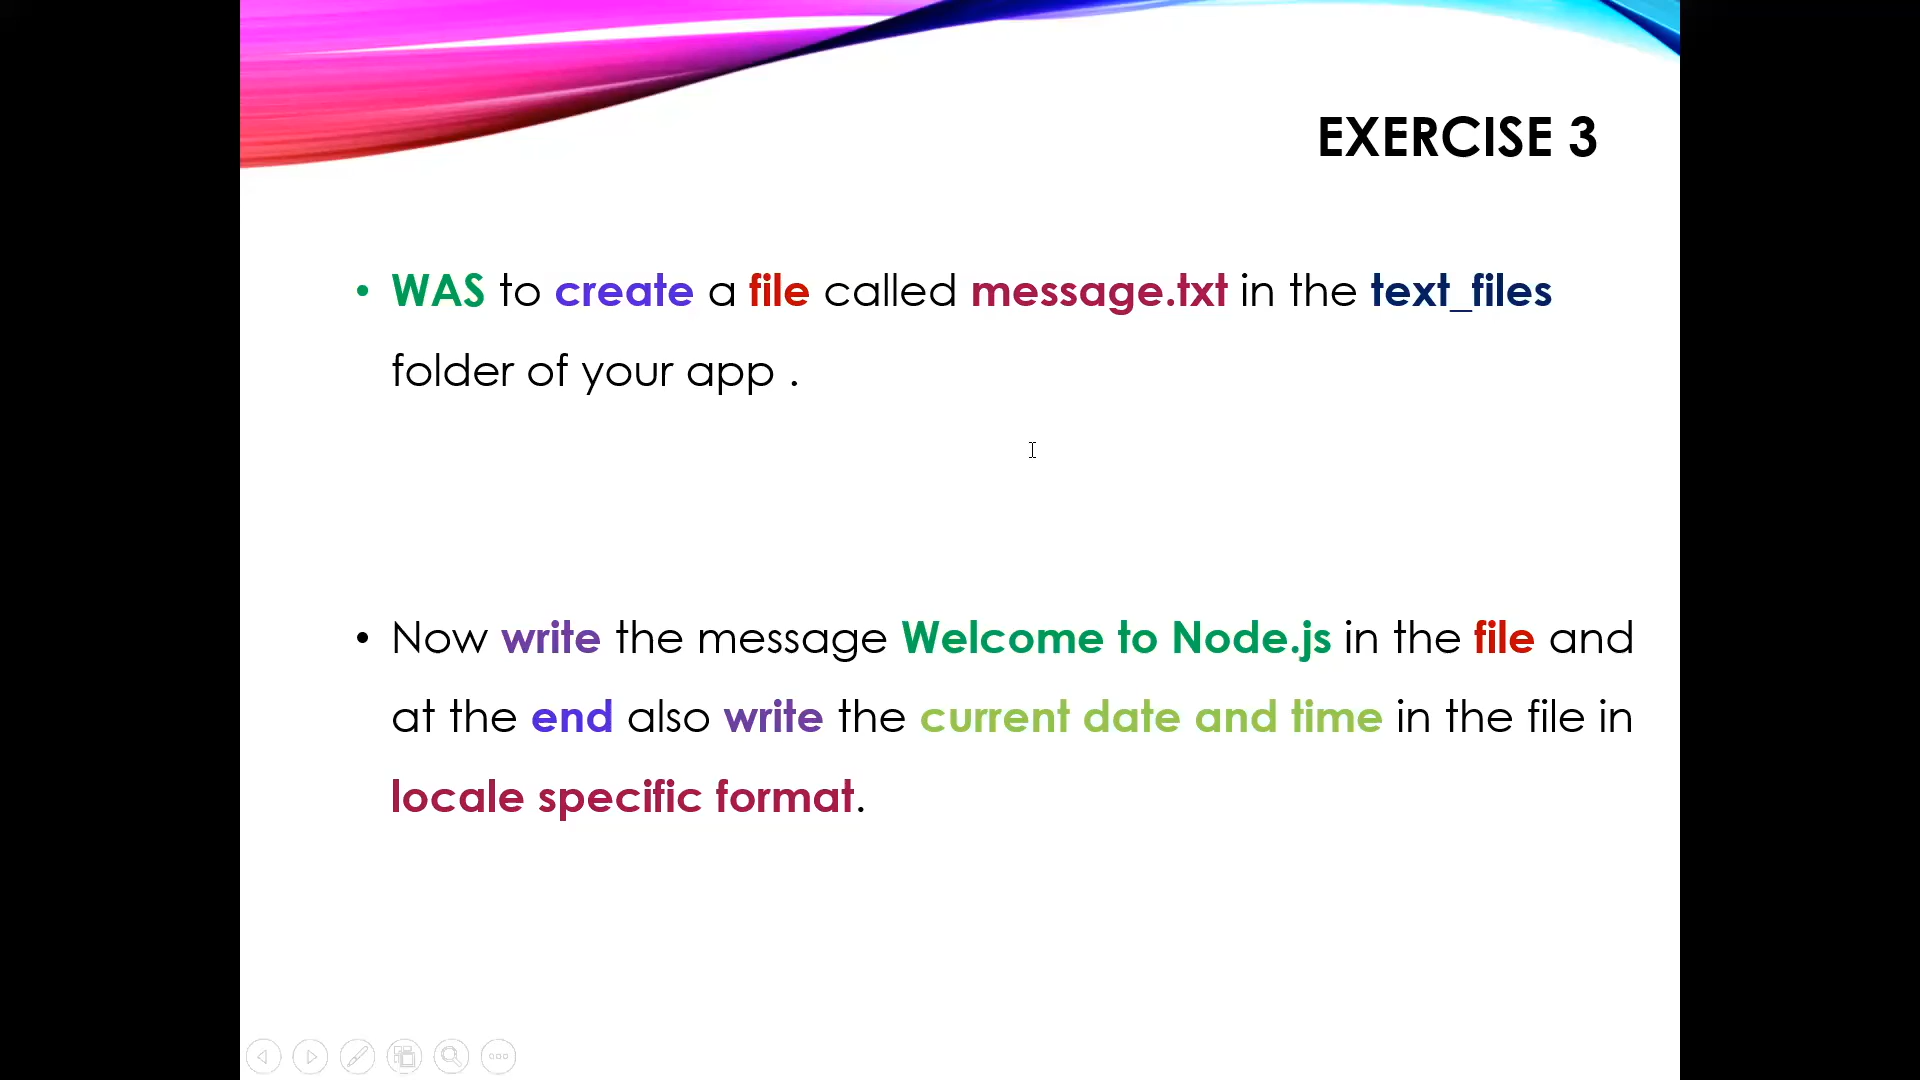 EXERCISE 3
• WAS to create a file called message.txt in the text_files
folder of your app .
• Now write the message Welcome to Node.js in the file and
at the end also write the current date and time in the file in
locale specific format.